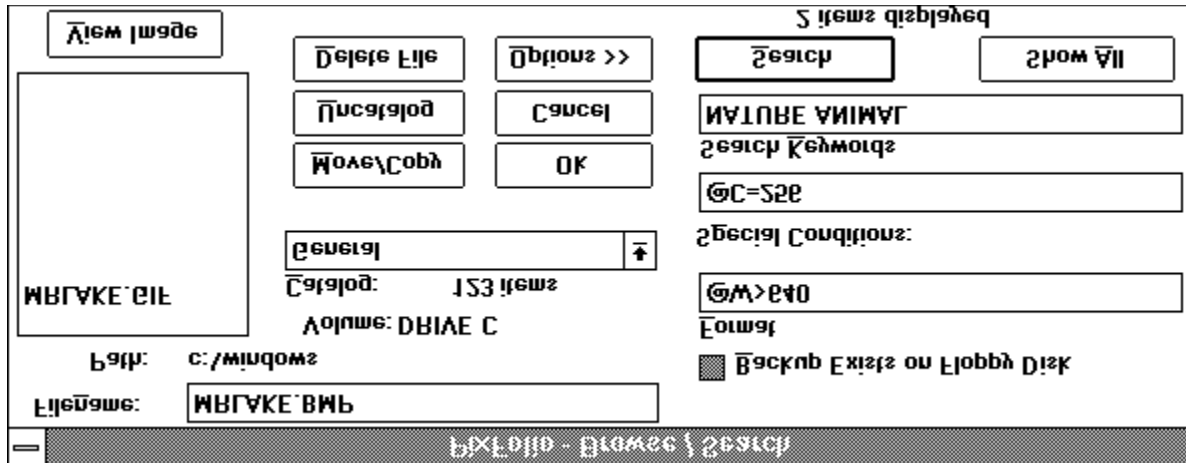 PixFolio - Browse / Search
Filename: MRLAKE.BMP
Path: c:\windows
Backup Exists on Floppy Disk
Volume: DRIVE C
Format
MRLAKE.GIF
@W>640
Catalog: 123 items
General
Special Conditions:
@C=256
Move/Copy
Ok
Search Keywords
NATURE ANIMAL
Uncatalog
Cancel
Delete File
Options >>
Search
Show All
View Image
2 items displayed